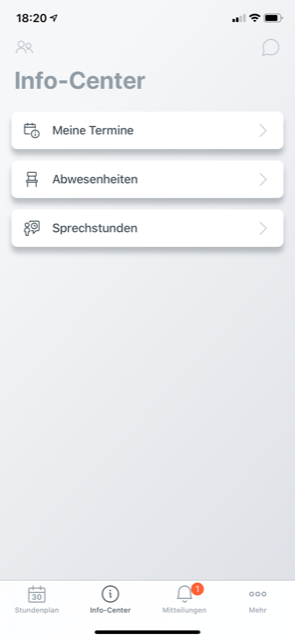 18:20
Info-Center
Meine Termine
Abwesenheiten
Sprechstunden
30
1
Stundenplan
Info-Center
Mitteilungen
Mehr